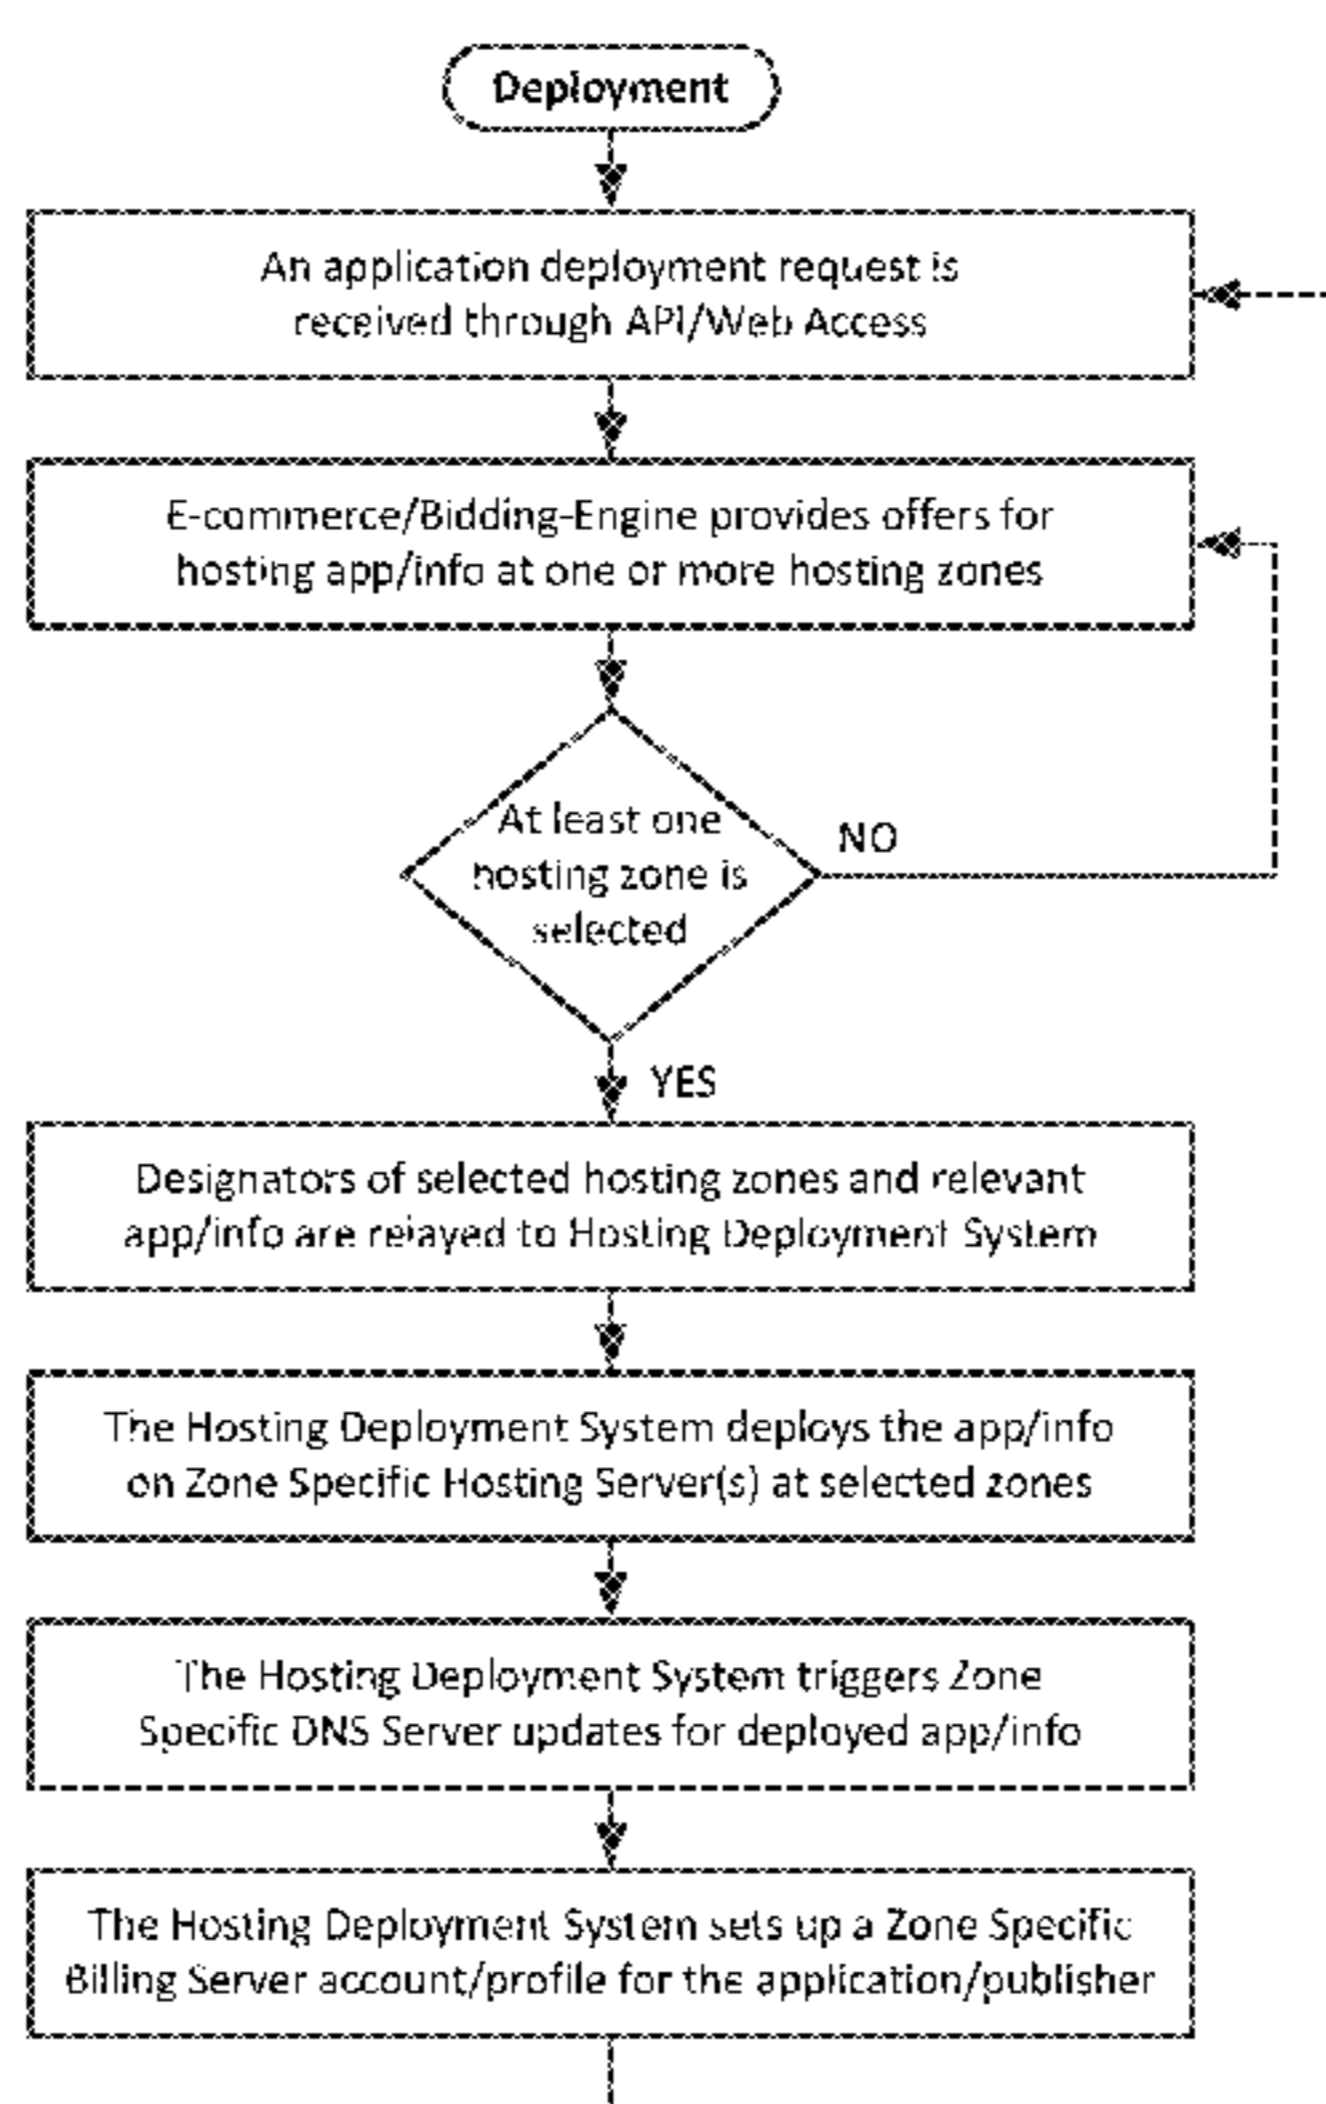 Deployment
An application deployment request is
received through API/Web Access
E-commerce/Bidding-Engine provides offers for
hosting app/info at one or more hosting zones
At least one
hosting zone is
selected
NO
YES
Designators of selected hosting zones and relevant
app/info are relayed to Hosting Deployment System
The Hosting Deployment System deploys the app/info
on Zone Specific Hosting Server(s) at selected zones
The Hosting Deployment System triggers Zone
Specific DNS Server updates for deployed app/info
The Hosting Deployment System sets up a Zone Specific
Billing Server account/profile for the application/publisher